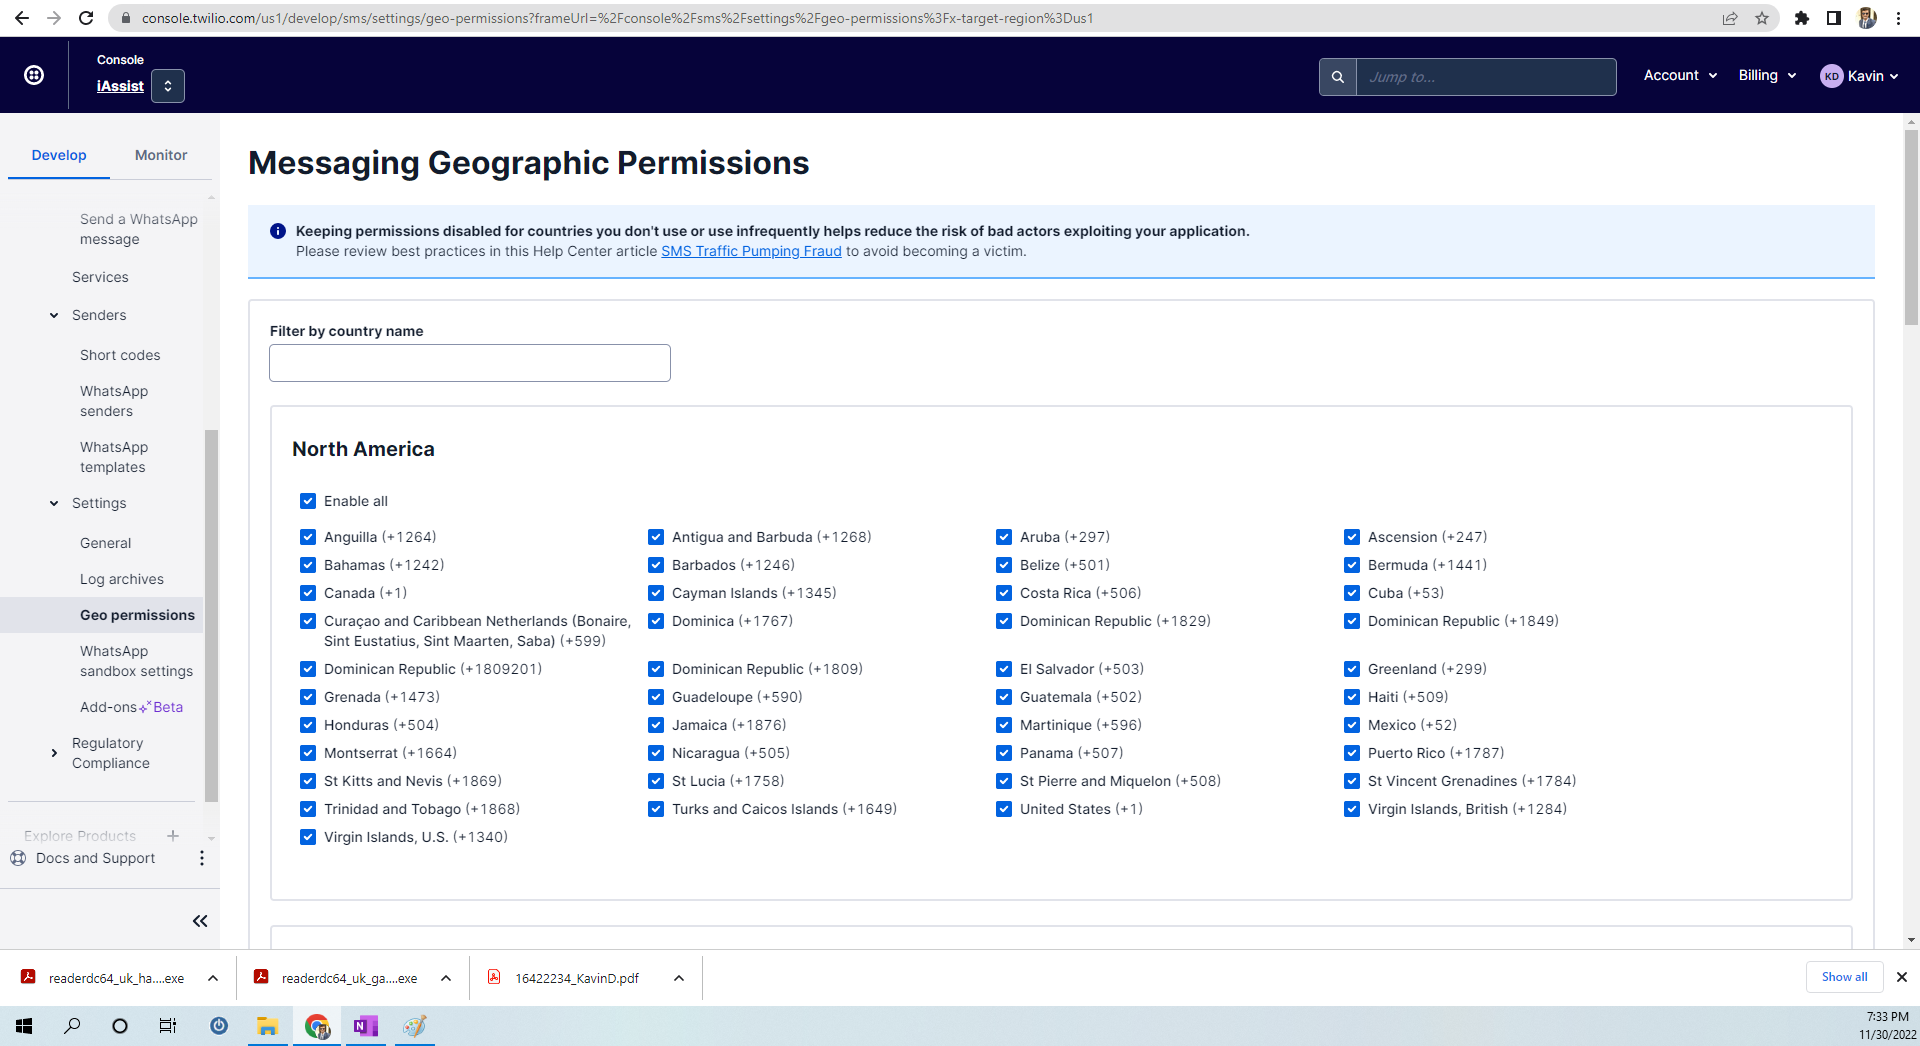 console.twilio.com/us1/develop/sms/settings/geo-permissions?frameUrl=%2Fconsole%2Fsms%2Fsettings%2Fgeo-permissions%3Fx-target-region%3Dus1
Console
iAssist
Jump to...
Account
Billing
KD
Kavin
Develop
Monitor
Send a WhatsApp
message
Services
Senders
Short codes
WhatsApp
senders
WhatsApp
templates
Settings
General
Log archives
Geo permissions
WhatsApp
sandbox settings
Add-ons Beta
Regulatory
Compliance
Explore Products
Docs and Support
Messaging Geographic Permissions
Keeping permissions disabled for countries you don't use or use infrequently helps reduce the risk of bad actors exploiting your application.
Please review best practices in this Help Center article SMS Traffic Pumping Fraud to avoid becoming a victim.
Filter by country name
North America
Enable all
Anguilla (+1264) Antigua and Barbuda (+1268) Aruba (+297) Ascension (+247)
Bahamas (+1242) Barbados (+1246) Belize (+501) Bermuda (+1441)
Canada (+1) Cayman Islands (+1345) Costa Rica (+506) Cuba (+53)
Curaçao and Caribbean Netherlands (Bonaire, Dominica (+1767) Dominican Republic (+1829) Dominican Republic (+1849)
Sint Eustatius, Sint Maarten, Saba) (+599)
Dominican Republic (+1809201) Dominican Republic (+1809) El Salvador (+503) Greenland (+299)
Grenada (+1473) Guadeloupe (+590) Guatemala (+502) Haiti (+509)
Honduras (+504) Jamaica (+1876) Martinique (+596) Mexico (+52)
Montserrat (+1664) Nicaragua (+505) Panama (+507) Puerto Rico (+1787)
St Kitts and Nevis (+1869) St Lucia (+1758) St Pierre and Miquelon (+508) St Vincent Grenadines (+1784)
Trinidad and Tobago (+1868) Turks and Caicos Islands (+1649) United States (+1) Virgin Islands, British (+1284)
Virgin Islands, U.S. (+1340)
readerdc64_uk_ha....exe
readerdc64_uk_ga....exe
16422234_KavinD.pdf
Show all
7:33 PM
11/30/2022